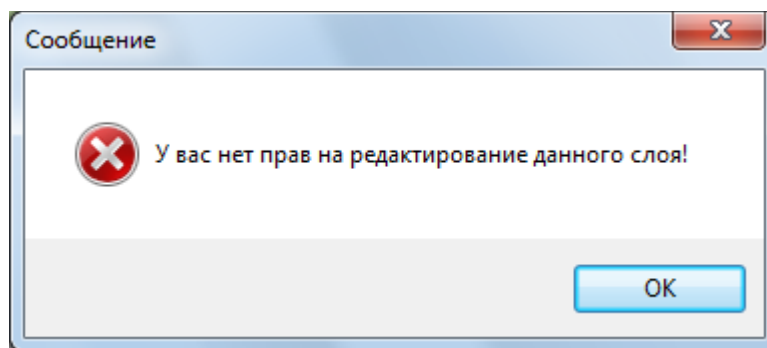 Сообщение
У вас нет прав на редактирование данного слоя!
OK